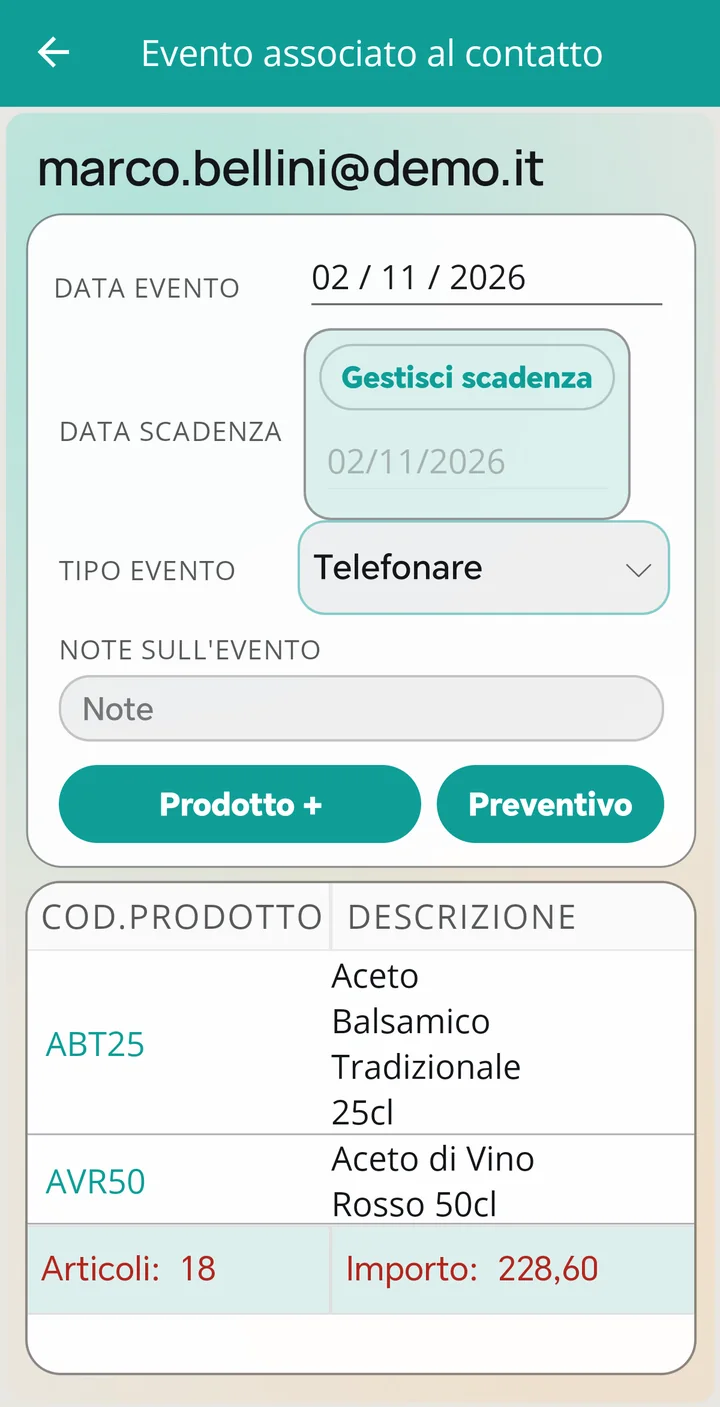 Evento associato al contatto
marco.bellini@demo.it
DATA EVENTO 02 / 11 / 2026
Gestisci scadenza
DATA SCADENZA
02/11/2026
TIPO EVENTO Telefonare
NOTE SULL'EVENTO
Note
Prodotto + Preventivo
COD.PRODOTTO DESCRIZIONE
ABT25 Aceto
Balsamico
Tradizionale
25cl
AVR50 Aceto di Vino
Rosso 50cl
Articoli: 18 Importo: 228,60